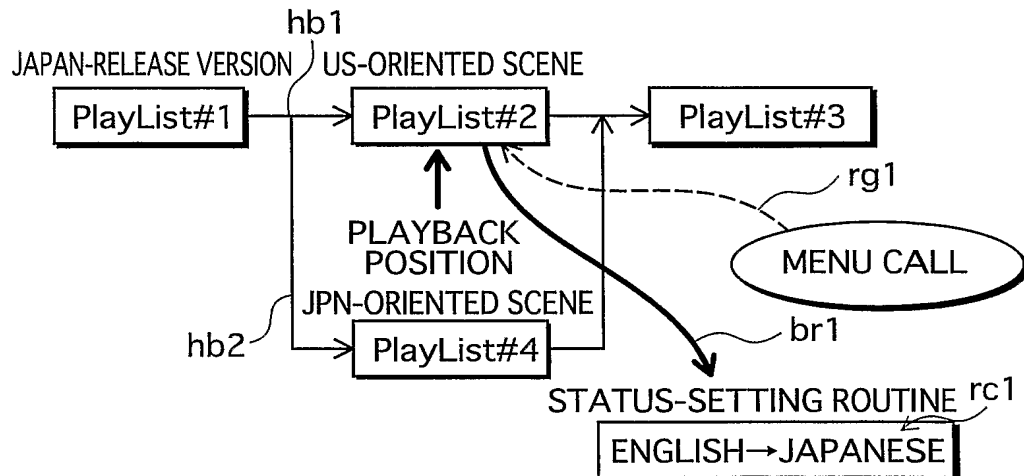 hb1
JAPAN-RELEASE VERSION
US-ORIENTED SCENE
PlayList#1
PlayList#2
PlayList#3
rg1
PLAYBACK
POSITION
MENU CALL
JPN-ORIENTED SCENE
hb2
PlayList#4
br1
STATUS-SETTING ROUTINE
rc1
ENGLISH→JAPANESE